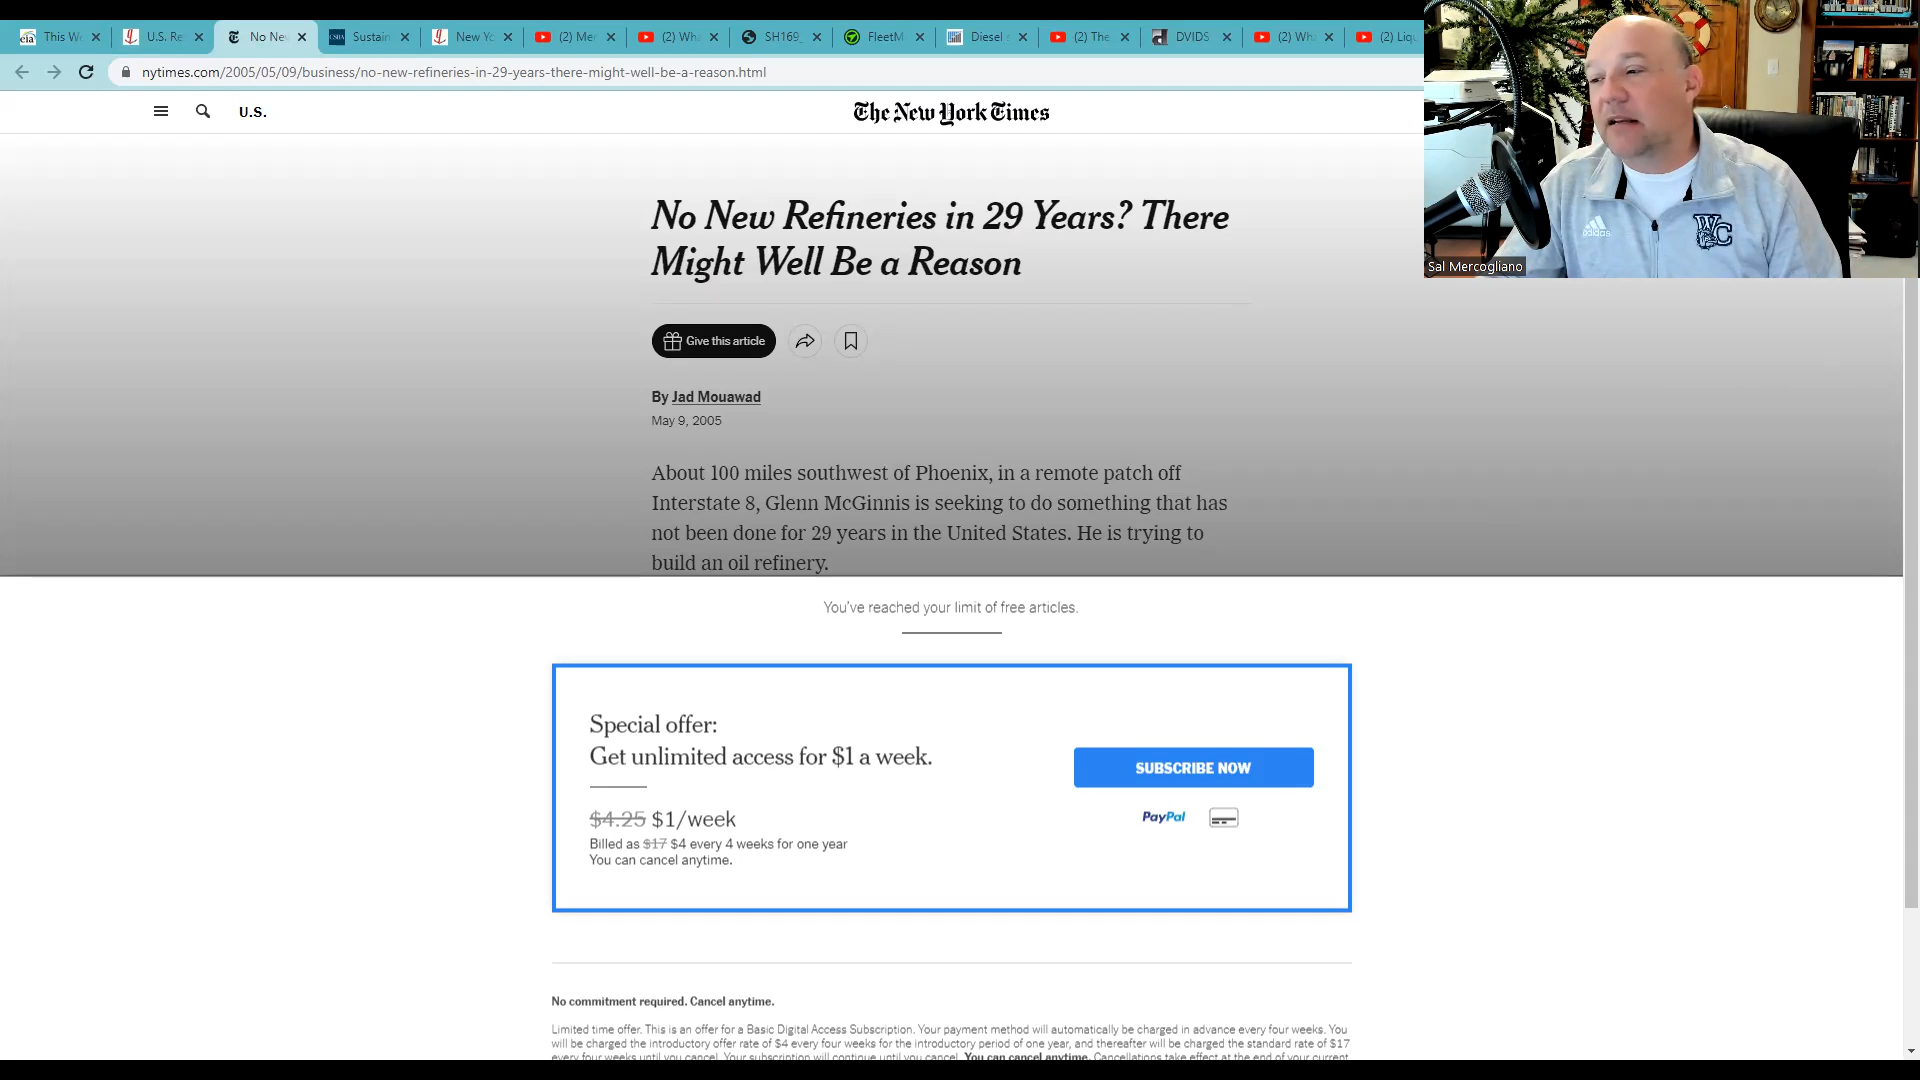 This We
U.S. Re
No Nev
Sustain
New Yo
(2) Mer
(2) Wha
SH169_
FleetM
Diesel s
(2) The
DVIDS
(2) Wha
(2) Liqu
nytimes.com/2005/05/09/business/no-new-refineries-in-29-years-there-might-well-be-a-reason.html
U.S.
The New York Times
adidas
WC
Sal Mercogliano
No New Refineries in 29 Years? There
Might Well Be a Reason
Give this article
By Jad Mouawad
May 9, 2005
About 100 miles southwest of Phoenix, in a remote patch off
Interstate 8, Glenn McGinnis is seeking to do something that has
not been done for 29 years in the United States. He is trying to
build an oil refinery.
You've reached your limit of free articles.
Special offer:
Get unlimited access for $1 a week.
$4.25 $1/week
Billed as $17 $4 every 4 weeks for one year
You can cancel anytime.
SUBSCRIBE NOW
PayPal
No commitment required. Cancel anytime.
Limited time offer. This is an offer for a Basic Digital Access Subscription. Your payment method will automatically be charged in advance every four weeks. You
will be charged the introductory offer rate of $4 every four weeks for the introductory period of one year, and thereafter will be charged the standard rate of $17
every four weeks until you cancel. Your subscription will continue until you cancel. You can cancel anytime. Cancellations take effect at the end of your current